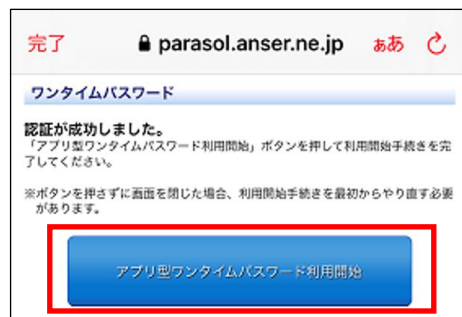 完了 parasol.anser.ne.jp ぁあ
ワンタイムパスワード
認証が成功しました。
「アプリ型ワンタイムパスワード利用開始」ボタンを押して利用開始手続きを完
了してください。
※ボタンを押さずに画面を閉じた場合、利用開始手続きを最初からやり直す必要
があります。
アプリ型ワンタイムパスワード利用開始